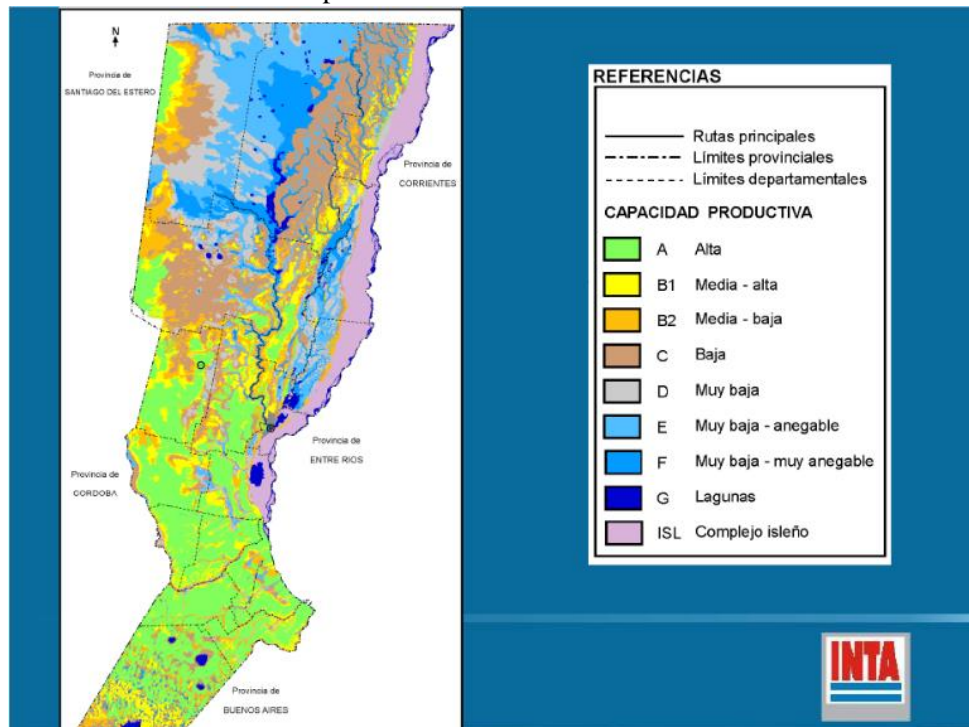 N
Provincia de
SANTIAGO DEL ESTERO
Provincia de
CORRIENTES
Provincia de
ENTRE RIOS
Provincia de
CORDOBA
Provincia de
BUENOS AIRES
REFERENCIAS
Rutas principales
Límites provinciales
Límites departamentales
CAPACIDAD PRODUCTIVA
A Alta
B1 Media - alta
B2 Media - baja
C Baja
D Muy baja
E Muy baja - anegable
F Muy baja - muy anegable
G Lagunas
ISL Complejo isleño
INTA